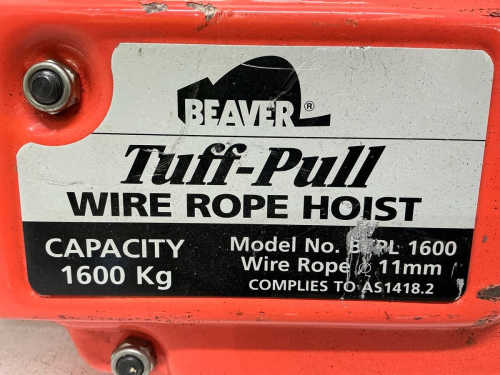 BEAVER®
Tuff-Pull
WIRE ROPE HOIST
CAPACITY
1600 Kg
Model No. 1600
Wire Rope ⌀ 11mm
COMPLIES TO AS1418.2